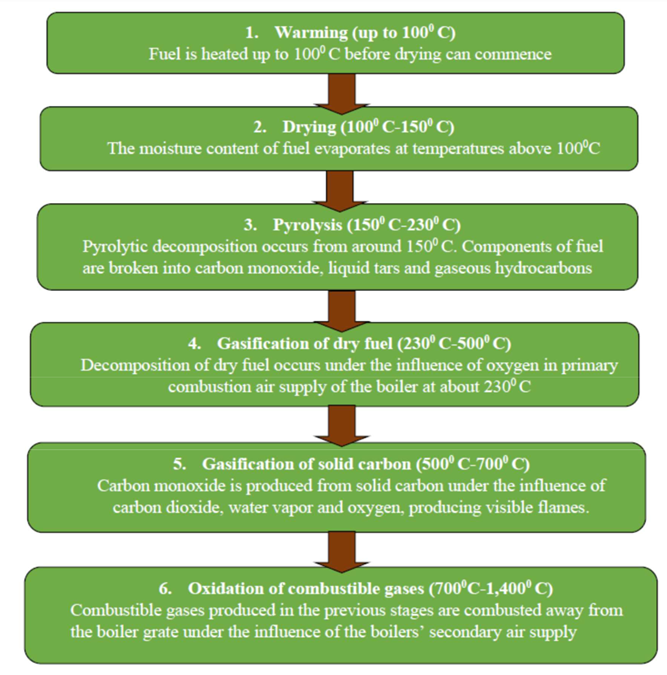 1. Warming (up to 100⁰ C)
Fuel is heated up to 100⁰ C before drying can commence
2. Drying (100⁰ C-150⁰ C)
The moisture content of fuel evaporates at temperatures above 100⁰C
3. Pyrolysis (150⁰ C-230⁰ C)
Pyrolytic decomposition occurs from around 150⁰ C. Components of fuel
are broken into carbon monoxide, liquid tars and gaseous hydrocarbons
4. Gasification of dry fuel (230⁰ C-500⁰ C)
Decomposition of dry fuel occurs under the influence of oxygen in primary
combustion air supply of the boiler at about 230⁰ C
5. Gasification of solid carbon (500⁰ C-700⁰ C)
Carbon monoxide is produced from solid carbon under the influence of
carbon dioxide, water vapor and oxygen, producing visible flames.
6. Oxidation of combustible gases (700⁰C-1,400⁰ C)
Combustible gases produced in the previous stages are combusted away from
the boiler grate under the influence of the boilers’ secondary air supply